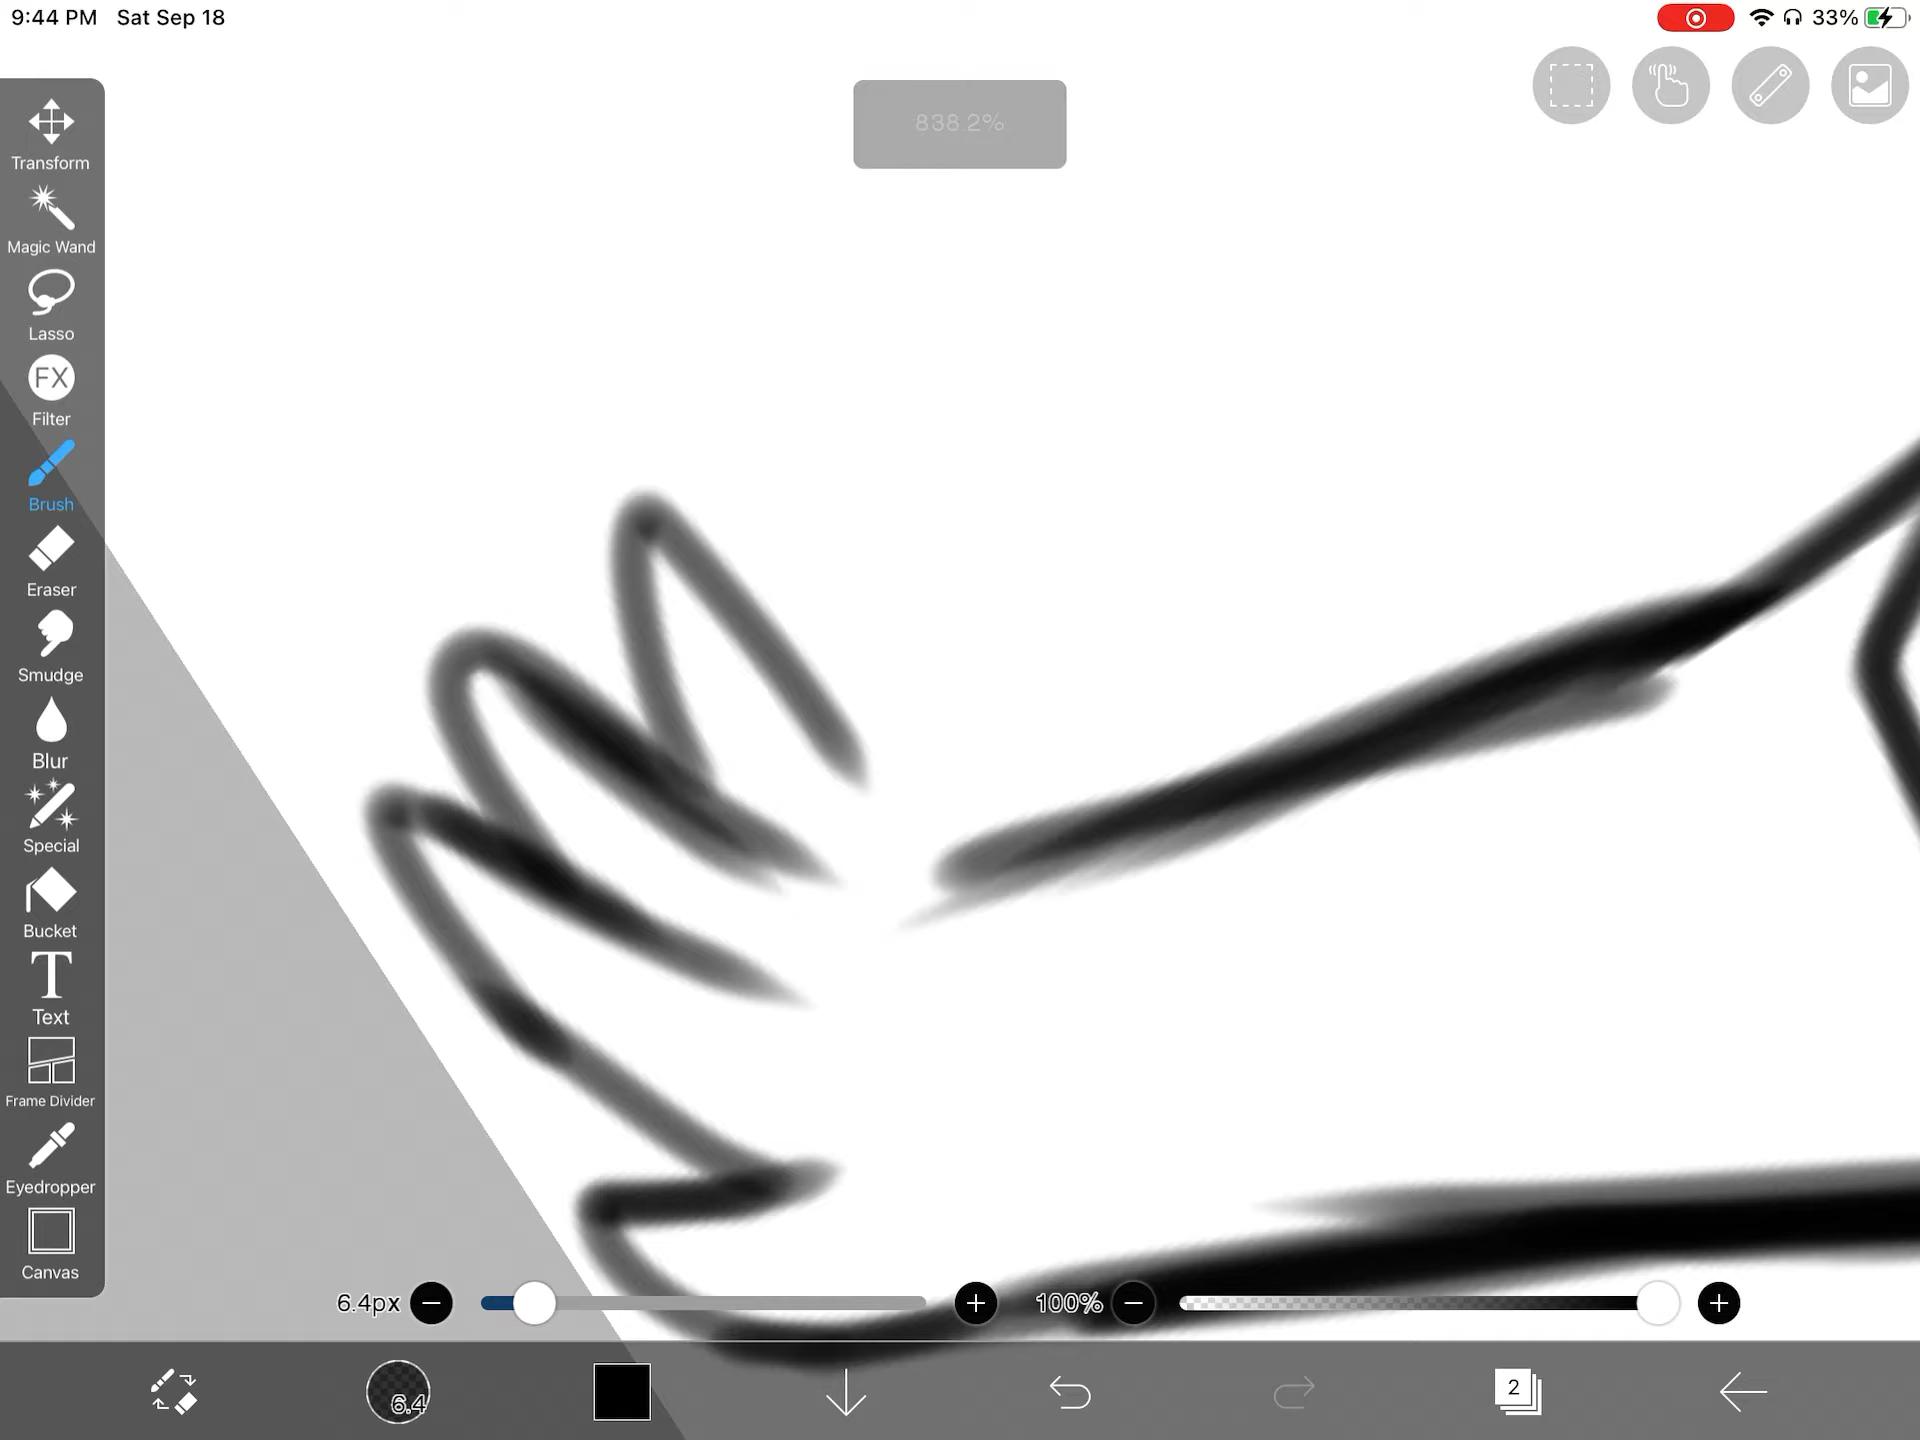 9:44 PM Sat Sep 18
33%
838.2%
Transform
Magic Wand
Lasso
FX
Filter
Brush
Eraser
Smudge
Blur
Special
Bucket
T
Text
Frame Divider
Eyedropper
Canvas
6.4px
100%
6.4
2